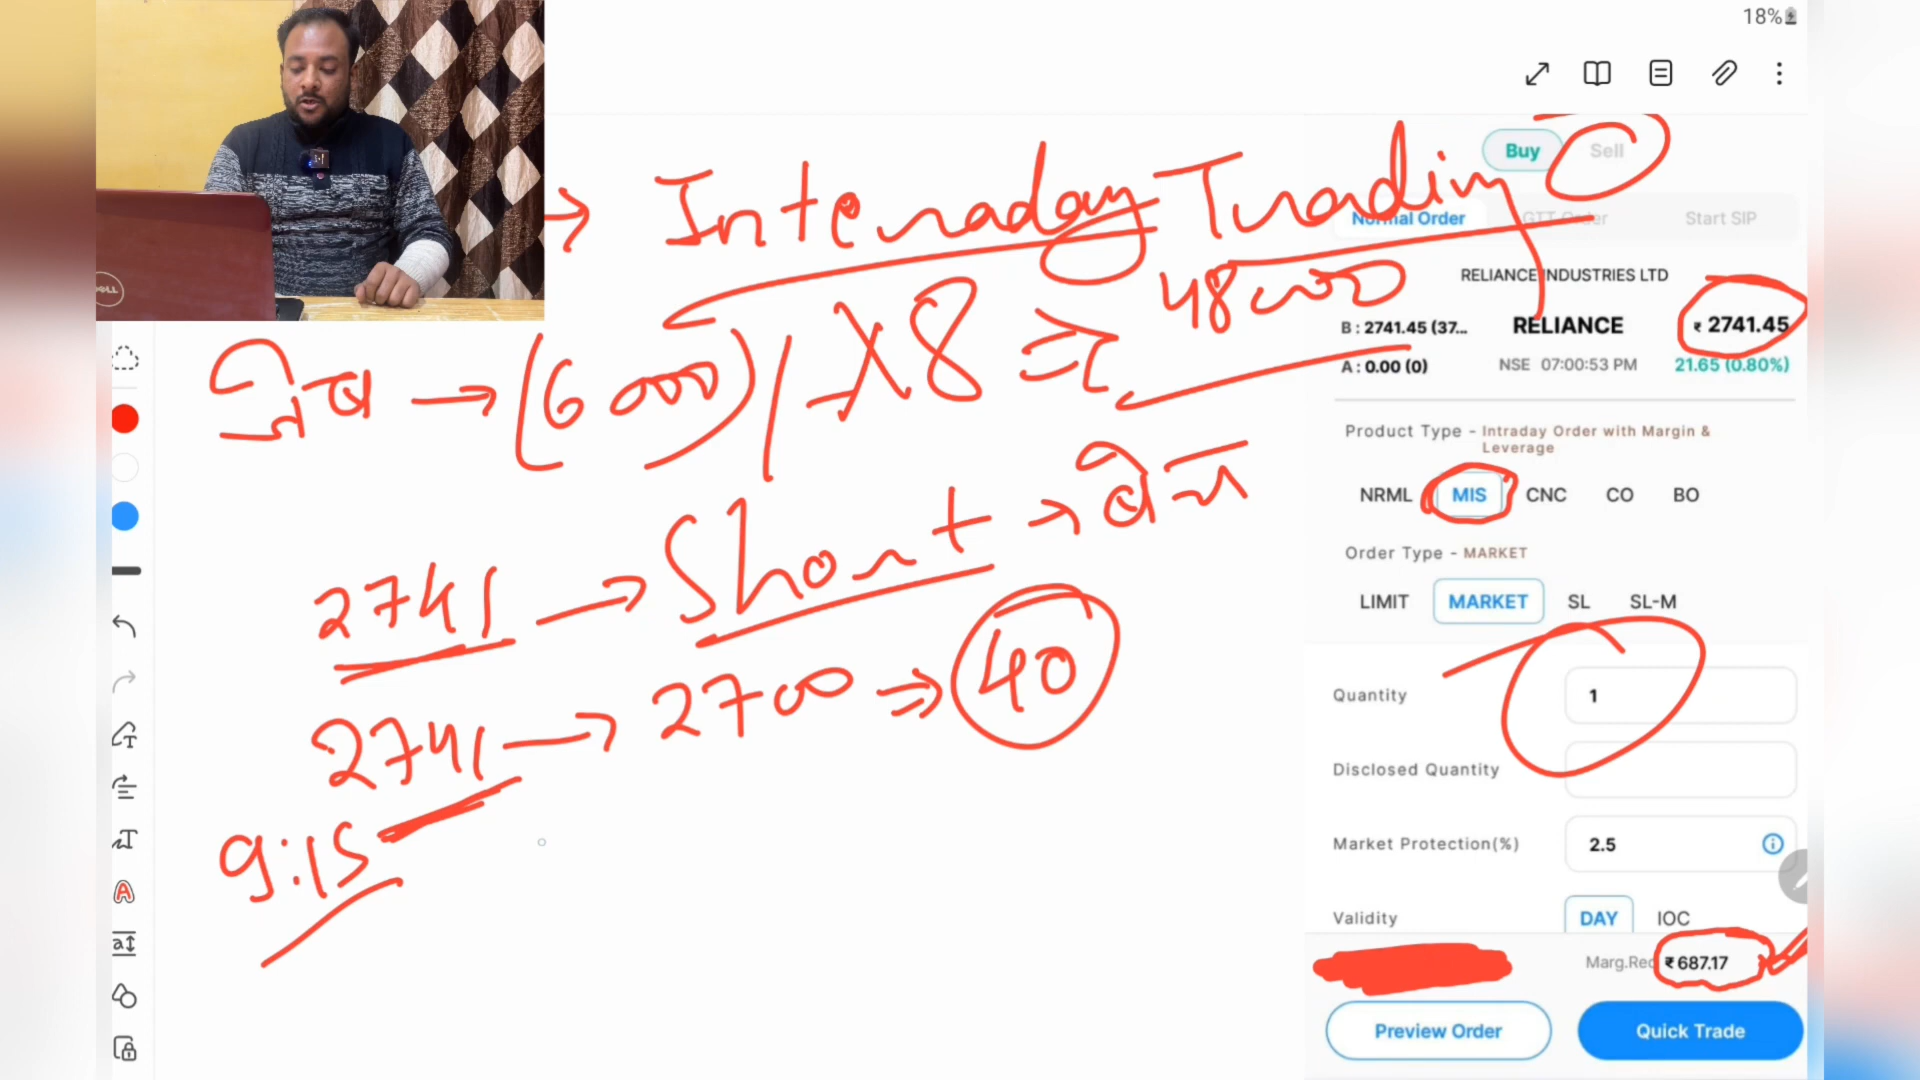 18%
Buy Sell
→ Interaday Trading
Normal Order GTT Order Start SIP
RELIANCE INDUSTRIES LTD
(6000) / X8 ⇒ 48000
B : 2741.45 (37... RELIANCE ₹ 2741.45
A : 0.00 (0) NSE 07:00:53 PM 21.65 (0.80%)
Product Type - Intraday Order with Margin &
Leverage
NRML MIS CNC CO BO
2741 → Short →
Order Type - MARKET
LIMIT MARKET SL SL-M
2741 → 2700 ⇒ 40
Quantity 1
Disclosed Quantity
9:15
Market Protection(%) 2.5
Validity DAY IOC
Marg.Req ₹ 687.17
Preview Order Quick Trade
DELL